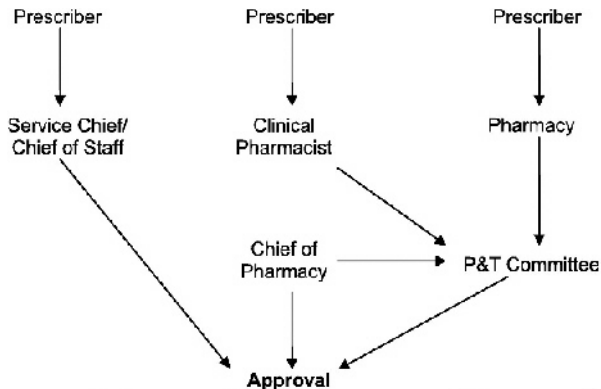 Prescriber
Prescriber
Prescriber
Service Chief/
Chief of Staff
Clinical
Pharmacist
Pharmacy
Chief of
Pharmacy
P&T Committee
Approval